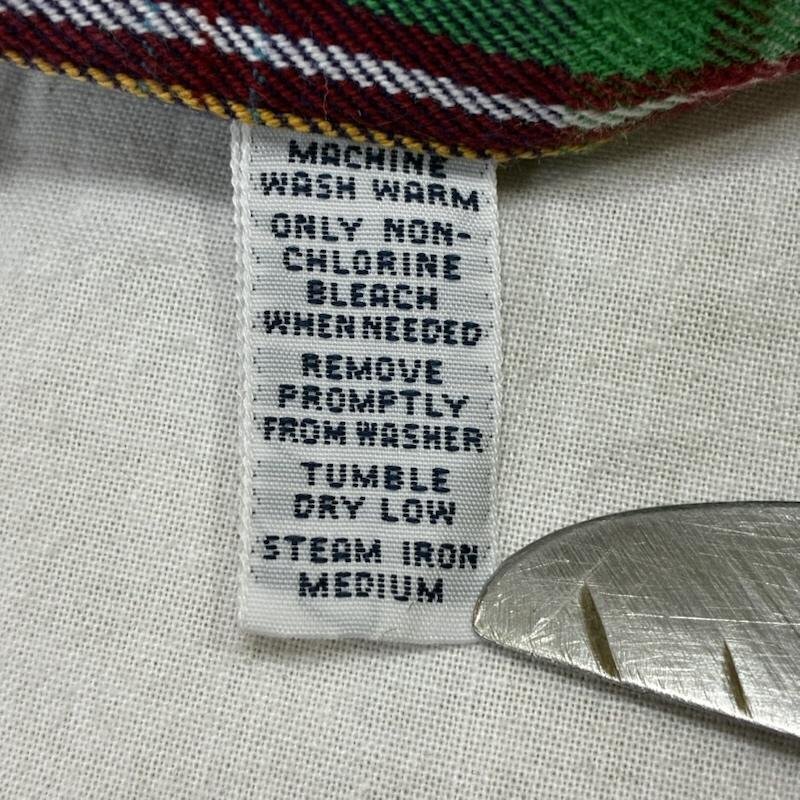 MACHINE
WASH WARM
ONLY NON-
CHLORINE
BLEACH
WHEN NEEDED
REMOVE
PROMPTLY
FROM WASHER
TUMBLE
DRY LOW
STEAM IRON
MEDIUM